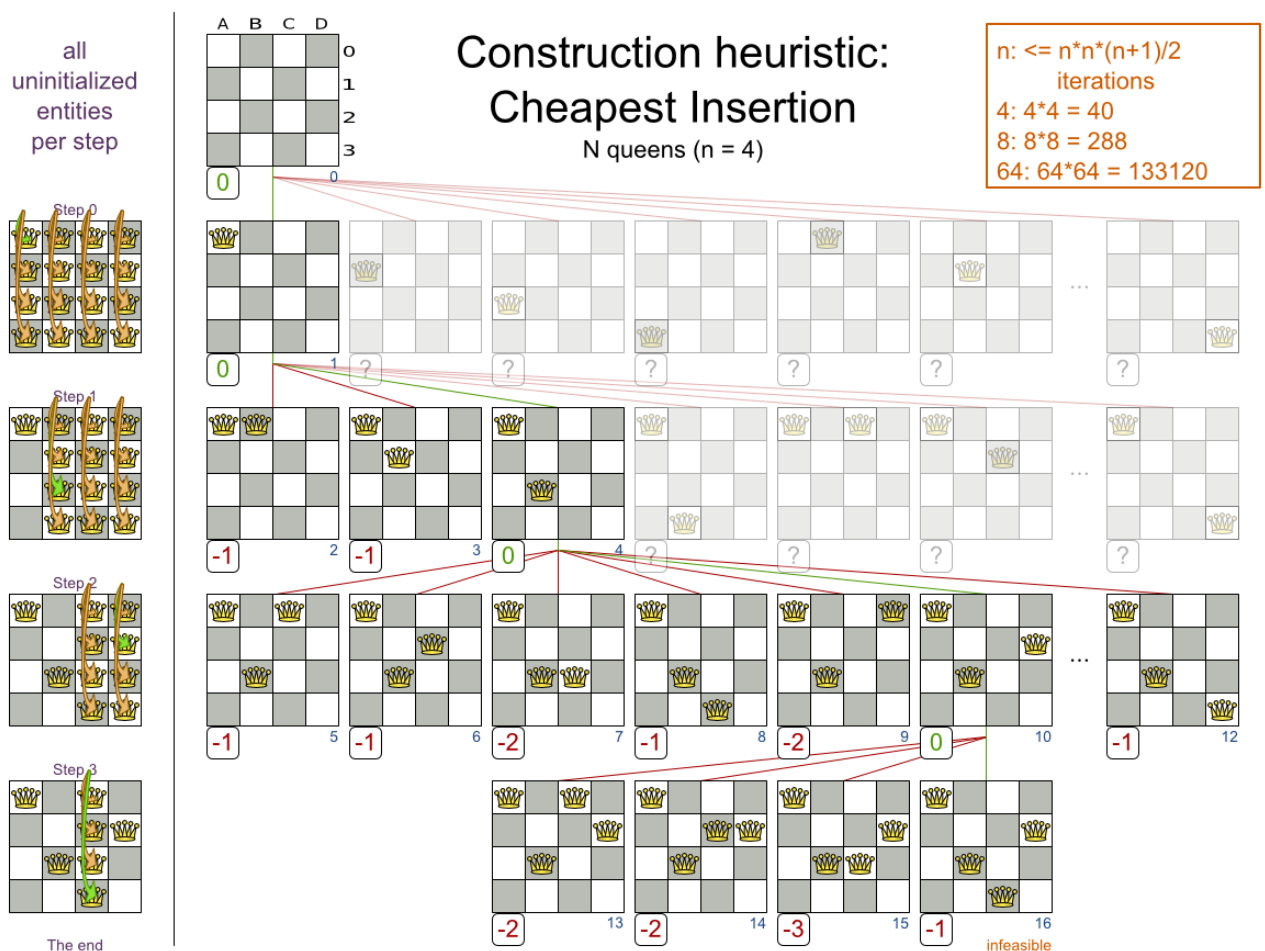 all
uninitialized
entities
per step
A B C D
0
1
2
3
0 0
Construction heuristic:
Cheapest Insertion
N queens (n = 4)
n: <= n*n*(n+1)/2
iterations
4: 4*4 = 40
8: 8*8 = 288
64: 64*64 = 133120
Step 0
...
0 1 ? ? ? ? ? ?
Step 1
...
-1 2 -1 3 0 4 ? ? ? ?
Step 2
...
-1 5 -1 6 -2 7 -1 8 -2 9 0 10 -1 12
Step 3
-2 13 -2 14 -3 15 -1 16
The end
infeasible